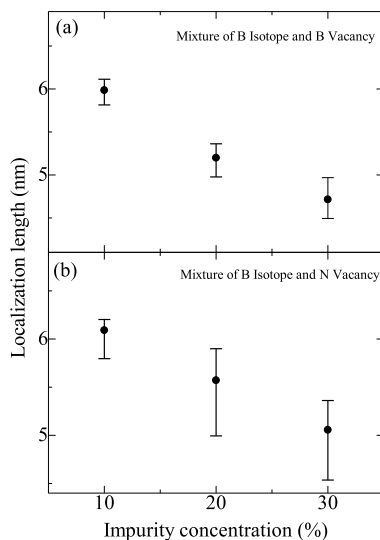 (a)
Mixture of B Isotope and B Vacancy
6
5
Localization length (nm)
(b)
Mixture of B Isotope and N Vacancy
6
5
10 20 30
Impurity concentration (%)